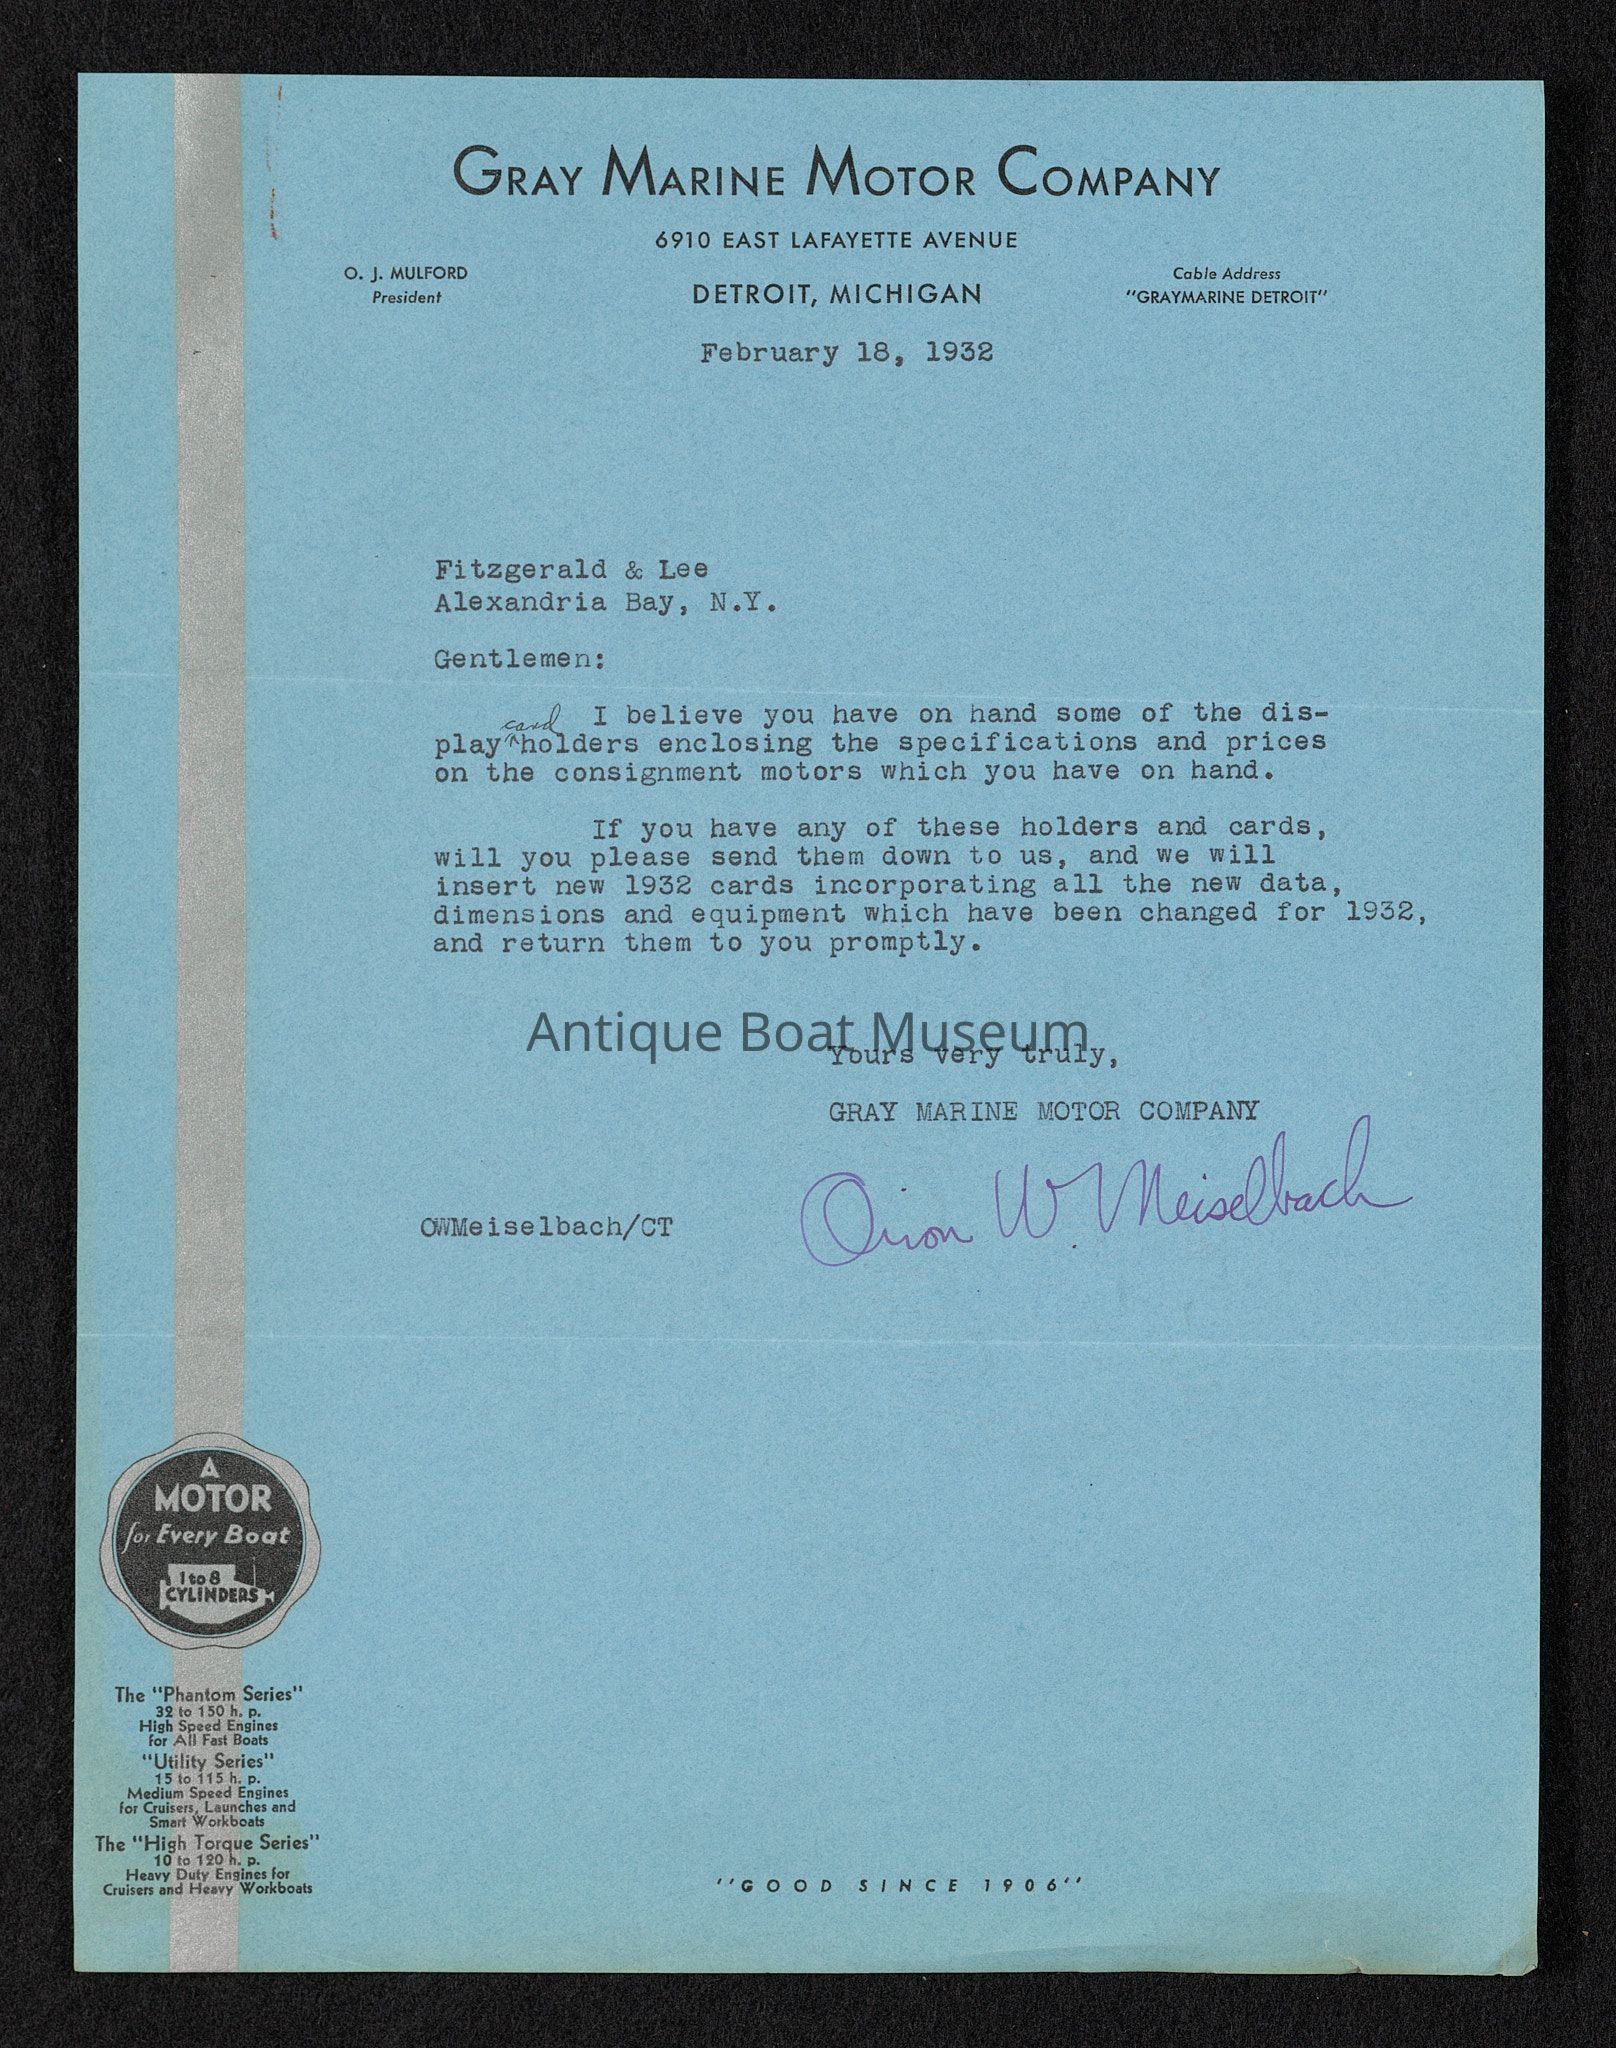 GRAY MARINE MOTOR COMPANY
6910 EAST LAFAYETTE AVENUE
O. J. MULFORD
President
DETROIT, MICHIGAN
Cable Address
"GRAYMARINE DETROIT"
February 18, 1932
Fitzgerald & Lee
Alexandria Bay, N.Y.
Gentlemen:
I believe you have on hand some of the dis-
card
play ^holders enclosing the specifications and prices
on the consignment motors which you have on hand.
If you have any of these holders and cards,
will you please send them down to us, and we will
insert new 1932 cards incorporating all the new data,
dimensions and equipment which have been changed for 1932,
and return them to you promptly.
Antique Boat Museum
Yours very truly,
GRAY MARINE MOTOR COMPANY
Orion W. Meiselbach
OWMeiselbach/CT
A
MOTOR
for Every Boat
1 to 8
CYLINDERS
The "Phantom Series"
32 to 150 h. p.
High Speed Engines
for All Fast Boats
"Utility Series"
15 to 115 h. p.
Medium Speed Engines
for Cruisers, Launches and
Smart Workboats
The "High Torque Series"
10 to 120 h. p.
Heavy Duty Engines for
Cruisers and Heavy Workboats
"GOOD SINCE 1906"